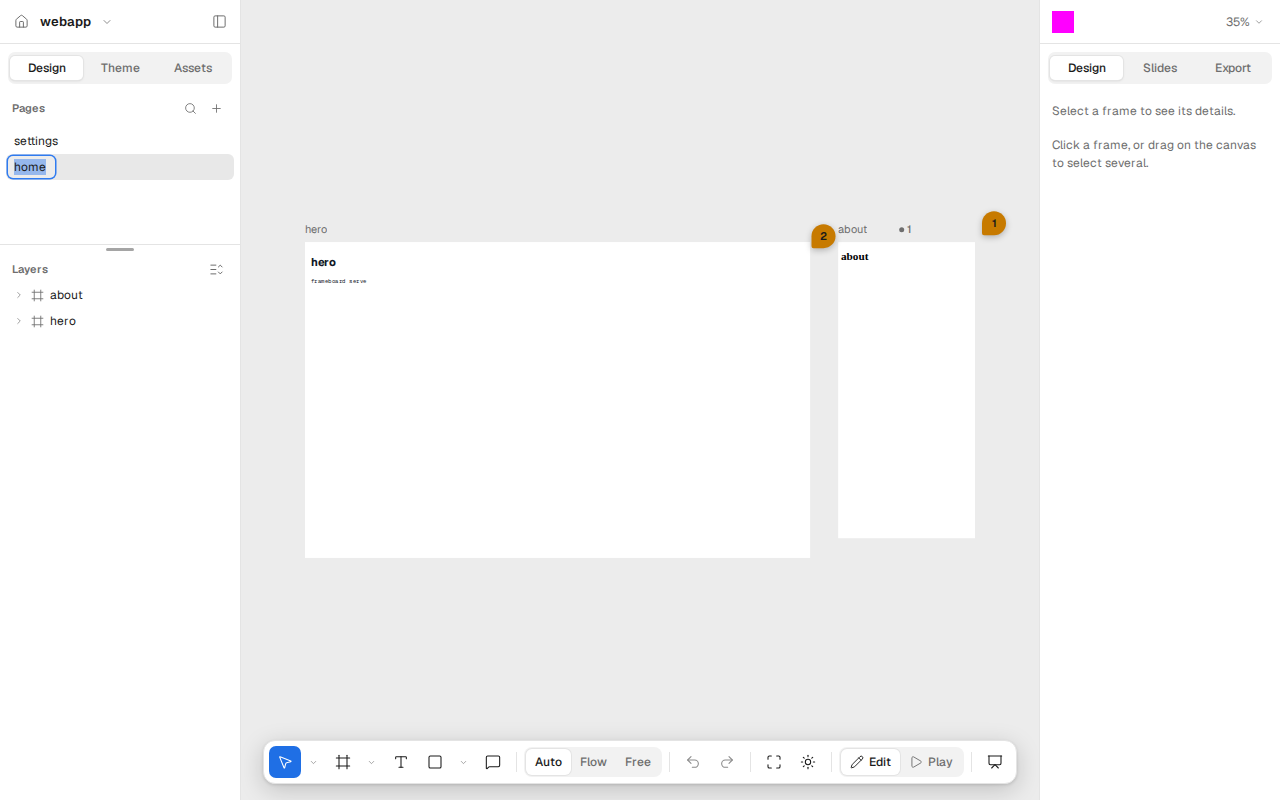 webapp
35%
Design Theme Assets
Design Slides Export
Pages
Select a frame to see its details.
settings
Click a frame, or drag on the canvas
to select several.
home
hero
2
about
1
1
hero
about
frameboard serve
Layers
about
hero
Auto Flow Free
Edit Play